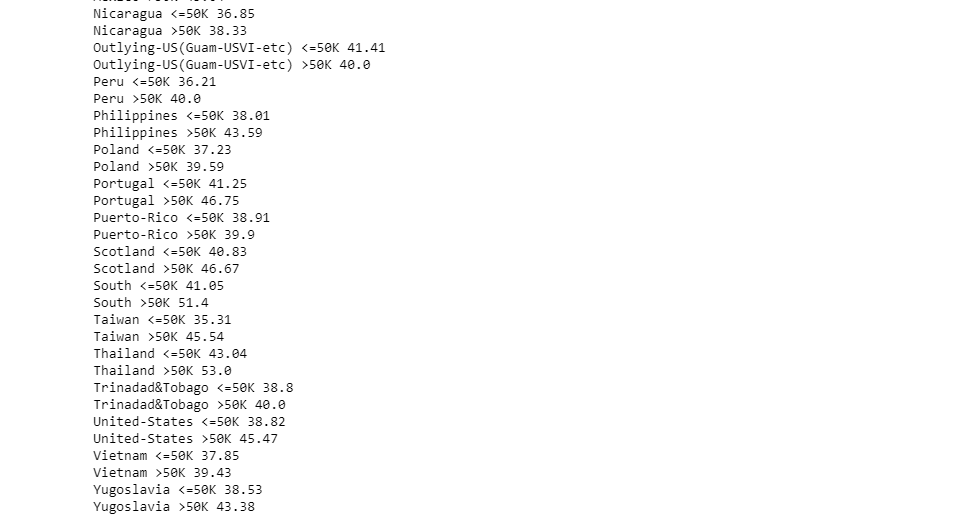 Nicaragua <=50K 36.85
Nicaragua >50K 38.33
Outlying-US(Guam-USVI-etc) <=50K 41.41
Outlying-US(Guam-USVI-etc) >50K 40.0
Peru <=50K 36.21
Peru >50K 40.0
Philippines <=50K 38.01
Philippines >50K 43.59
Poland <=50K 37.23
Poland >50K 39.59
Portugal <=50K 41.25
Portugal >50K 46.75
Puerto-Rico <=50K 38.91
Puerto-Rico >50K 39.9
Scotland <=50K 40.83
Scotland >50K 46.67
South <=50K 41.05
South >50K 51.4
Taiwan <=50K 35.31
Taiwan >50K 45.54
Thailand <=50K 43.04
Thailand >50K 53.0
Trinadad&Tobago <=50K 38.8
Trinadad&Tobago >50K 40.0
United-States <=50K 38.82
United-States >50K 45.47
Vietnam <=50K 37.85
Vietnam >50K 39.43
Yugoslavia <=50K 38.53
Yugoslavia >50K 43.38